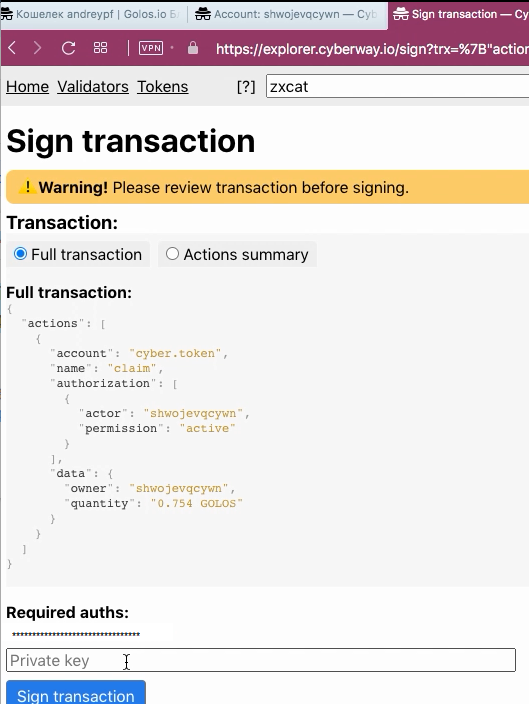 Кошелек andreypf | Golos.io Б
Account: shwojevqcywn — Cyb
Sign transaction — Cy
VPN
https://explorer.cyberway.io/sign?trx=%7B"action
Home Validators Tokens [?] zxcat
Sign transaction
Warning! Please review transaction before signing.
Transaction:
Full transaction Actions summary
Full transaction:
{
"actions": [
{
"account": "cyber.token",
"name": "claim",
"authorization": [
{
"actor": "shwojevqcywn",
"permission": "active"
}
],
"data": {
"owner": "shwojevqcywn",
"quantity": "0.754 GOLOS"
}
}
]
}
Required auths:
Private key
Sign transaction